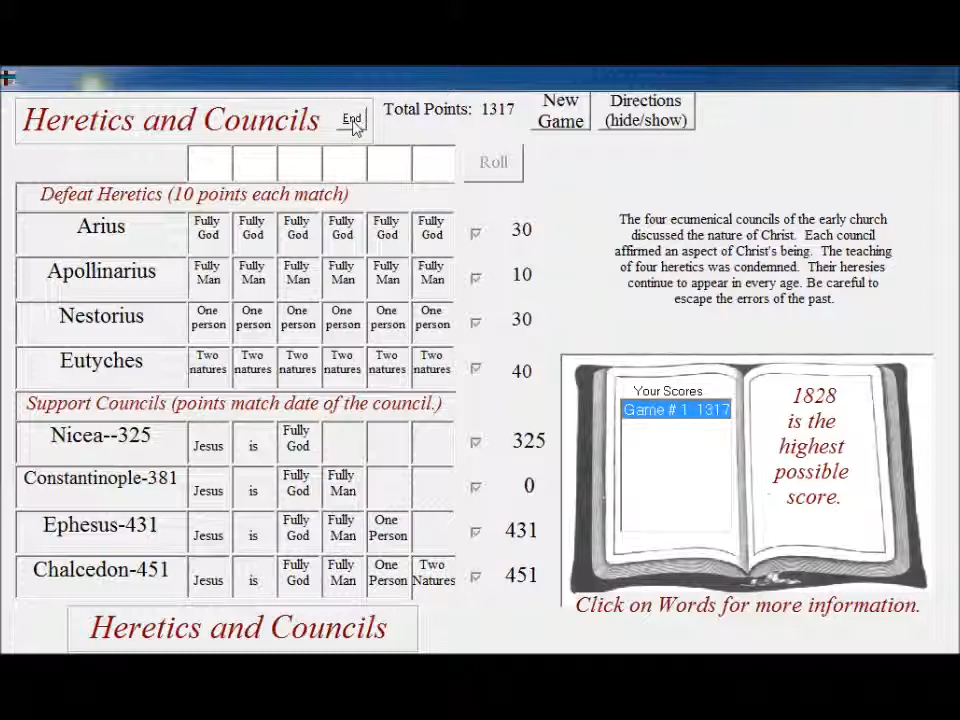 Heretics and Councils End Total Points: 1317 New Game Directions (hide/show)
Roll
Defeat Heretics (10 points each match)
Arius Fully God Fully God Fully God Fully God Fully God Fully God 30
Apollinarius Fully Man Fully Man Fully Man Fully Man Fully Man Fully Man 10
Nestorius One person One person One person One person One person One person 30
Eutyches Two natures Two natures Two natures Two natures Two natures Two natures 40
Support Councils (points match date of the council.)
Nicea--325 Jesus is Fully God 325
Constantinople-381 Jesus is Fully God Fully Man 0
Ephesus-431 Jesus is Fully God Fully Man One Person 431
Chalcedon-451 Jesus is Fully God Fully Man One Person Two Natures 451
Heretics and Councils
The four ecumenical councils of the early church
discussed the nature of Christ. Each council
affirmed an aspect of Christ's being. The teaching
of four heretics was condemned. Their heresies
continue to appear in every age. Be careful to
escape the errors of the past.
Your Scores
Game # 1 1317
1828
is the
highest
possible
score.
Click on Words for more information.